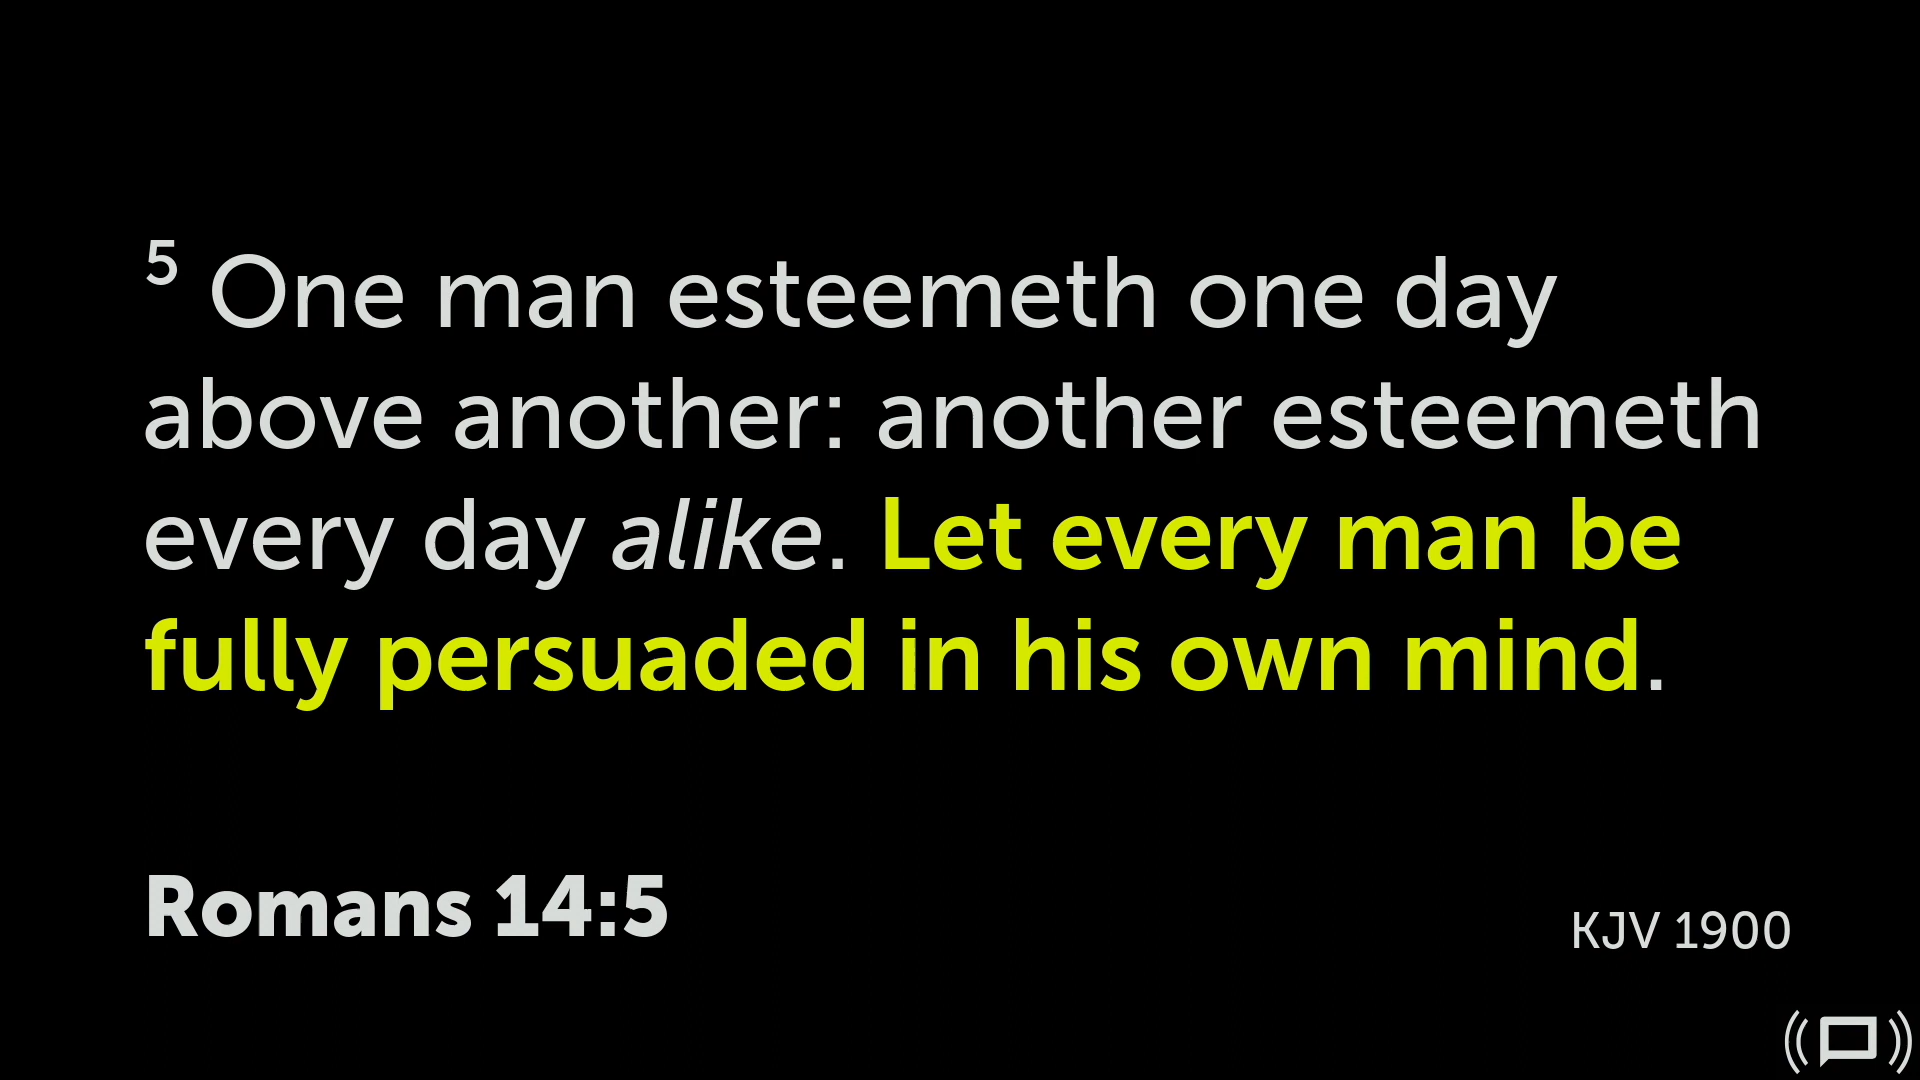 5 One man esteemeth one day
above another: another esteemeth
every day alike. Let every man be
fully persuaded in his own mind.
Romans 14:5
KJV 1900